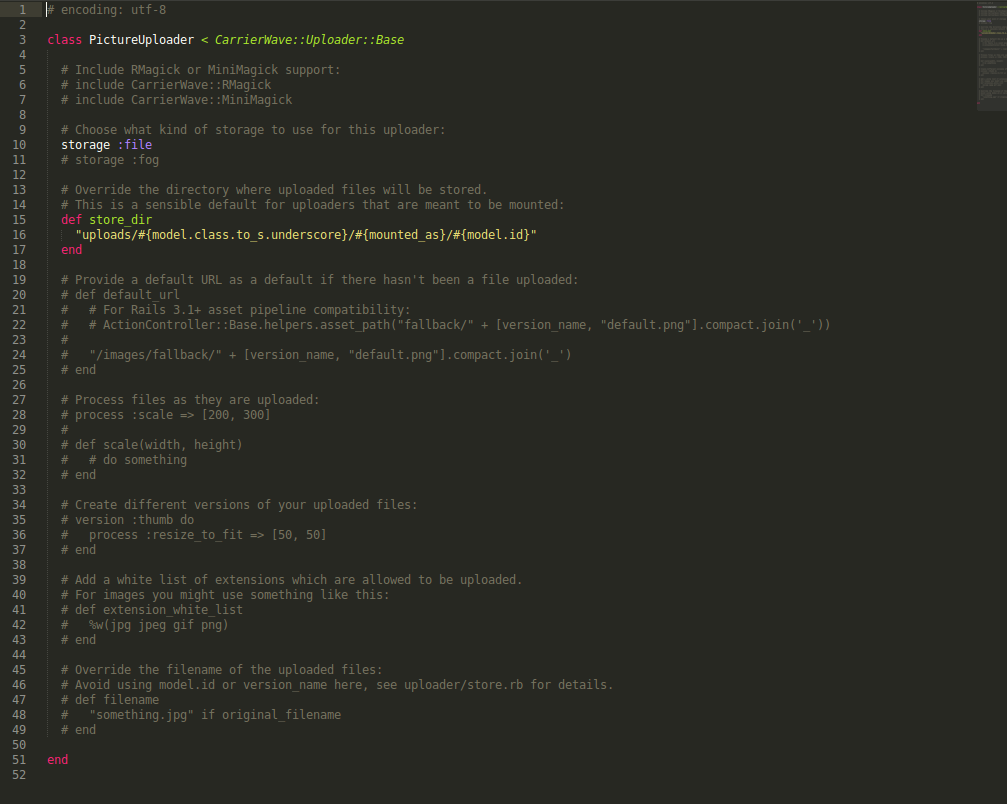 1 # encoding: utf-8
2
3 class PictureUploader < CarrierWave::Uploader::Base
4
5   # Include RMagick or MiniMagick support:
6   # include CarrierWave::RMagick
7   # include CarrierWave::MiniMagick
8
9   # Choose what kind of storage to use for this uploader:
10   storage :file
11   # storage :fog
12
13   # Override the directory where uploaded files will be stored.
14   # This is a sensible default for uploaders that are meant to be mounted:
15   def store_dir
16     "uploads/#{model.class.to_s.underscore}/#{mounted_as}/#{model.id}"
17   end
18
19   # Provide a default URL as a default if there hasn't been a file uploaded:
20   # def default_url
21   #   # For Rails 3.1+ asset pipeline compatibility:
22   #   # ActionController::Base.helpers.asset_path("fallback/" + [version_name, "default.png"].compact.join('_'))
23   #
24   #   "/images/fallback/" + [version_name, "default.png"].compact.join('_')
25   # end
26
27   # Process files as they are uploaded:
28   # process :scale => [200, 300]
29   #
30   # def scale(width, height)
31   #   # do something
32   # end
33
34   # Create different versions of your uploaded files:
35   # version :thumb do
36   #   process :resize_to_fit => [50, 50]
37   # end
38
39   # Add a white list of extensions which are allowed to be uploaded.
40   # For images you might use something like this:
41   # def extension_white_list
42   #   %w(jpg jpeg gif png)
43   # end
44
45   # Override the filename of the uploaded files:
46   # Avoid using model.id or version_name here, see uploader/store.rb for details.
47   # def filename
48   #   "something.jpg" if original_filename
49   # end
50
51 end
52